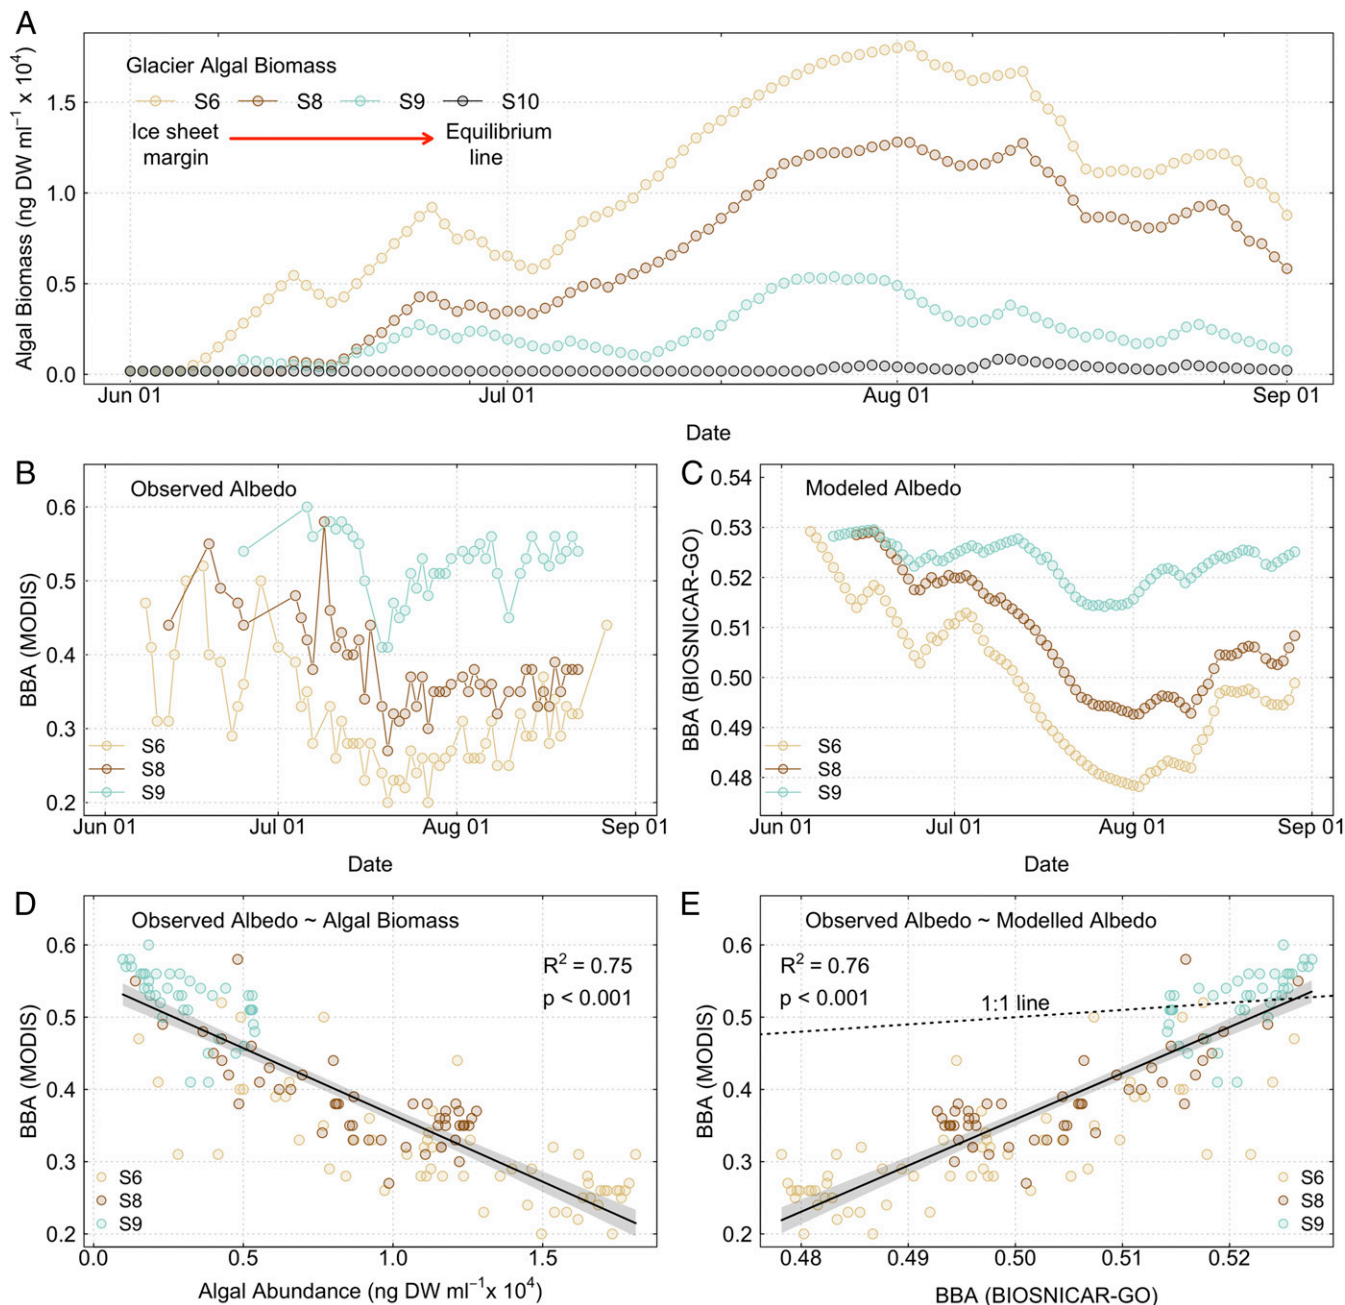 A
Algal Biomass (ng DW ml⁻¹ x 10⁴)
Glacier Algal Biomass
S6 S8 S9 S10
Ice sheet margin
Equilibrium line
1.5
1.0
0.5
0.0
Jun 01 Jul 01 Aug 01 Sep 01
Date
B
Observed Albedo
BBA (MODIS)
0.6
0.5
0.4
0.3
0.2
S6
S8
S9
Jun 01 Jul 01 Aug 01 Sep 01
Date
C
Modeled Albedo
BBA (BIOSNICAR-GO)
0.54
0.53
0.52
0.51
0.50
0.49
0.48
S6
S8
S9
Jun 01 Jul 01 Aug 01 Sep 01
Date
D
Observed Albedo ~ Algal Biomass
R² = 0.75
p < 0.001
BBA (MODIS)
0.6
0.5
0.4
0.3
0.2
S6
S8
S9
0.0 0.5 1.0 1.5
Algal Abundance (ng DW ml⁻¹x 10⁴)
E
Observed Albedo ~ Modelled Albedo
R² = 0.76
p < 0.001
1:1 line
BBA (MODIS)
0.6
0.5
0.4
0.3
0.2
S6
S8
S9
0.48 0.49 0.50 0.51 0.52
BBA (BIOSNICAR-GO)